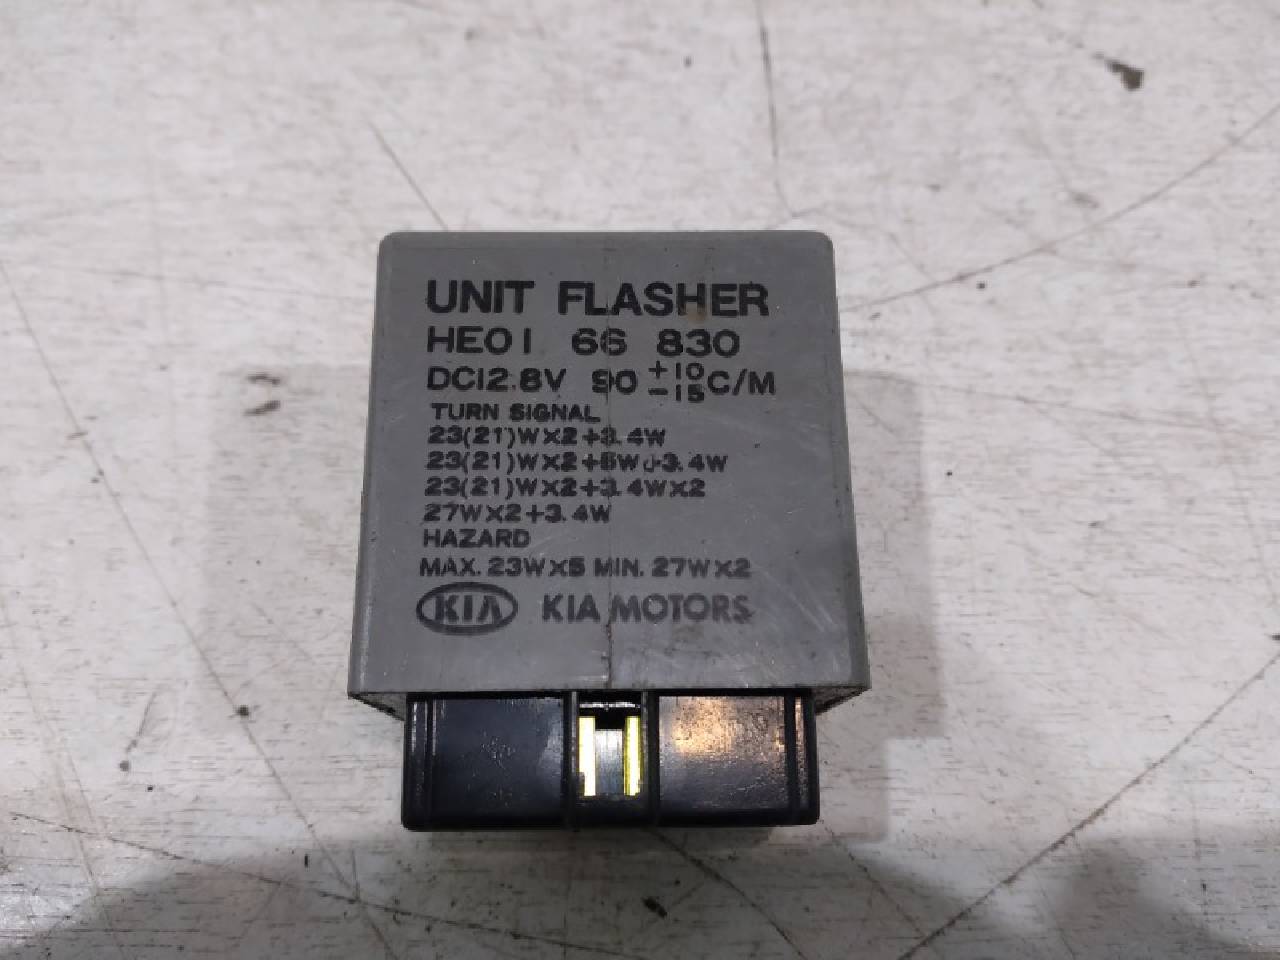 UNIT FLASHER
HE01 66 830
DC12.8V 90 +10 -15 C/M
TURN SIGNAL
23(21)W×2+3.4W
23(21)W×2+5W+3.4W
23(21)W×2+3.4W×2
27W×2+3.4W
HAZARD
MAX. 23W×5 MIN. 27W×2
KIA KIA MOTORS